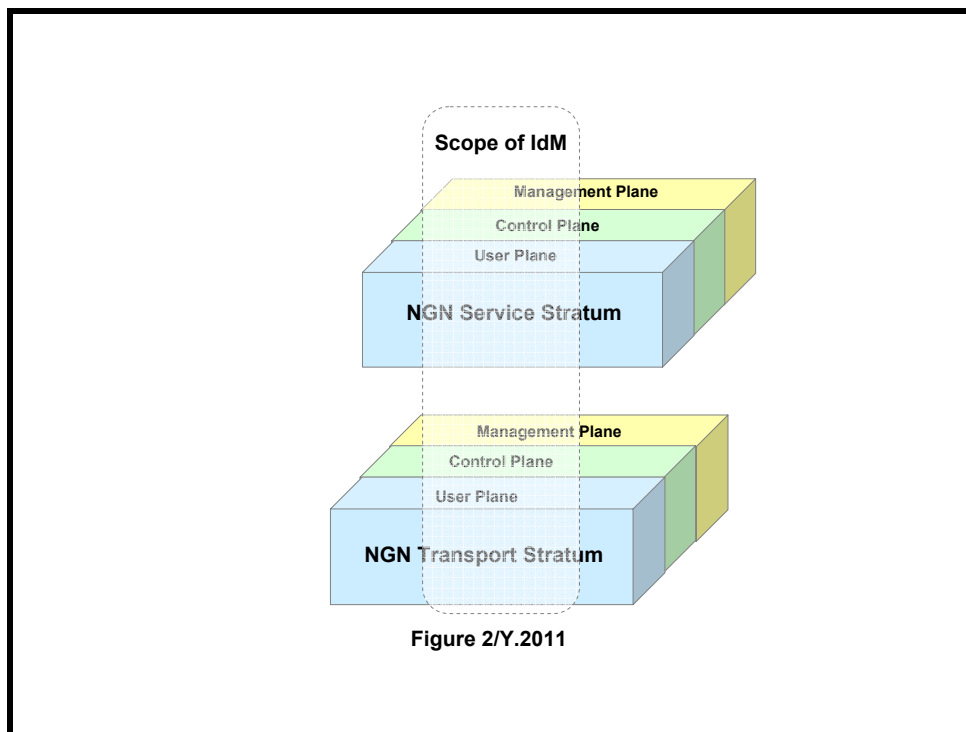 Scope of IdM
Management Plane
Control Plane
User Plane
NGN Service Stratum
Management Plane
Control Plane
User Plane
NGN Transport Stratum
Figure 2/Y.2011